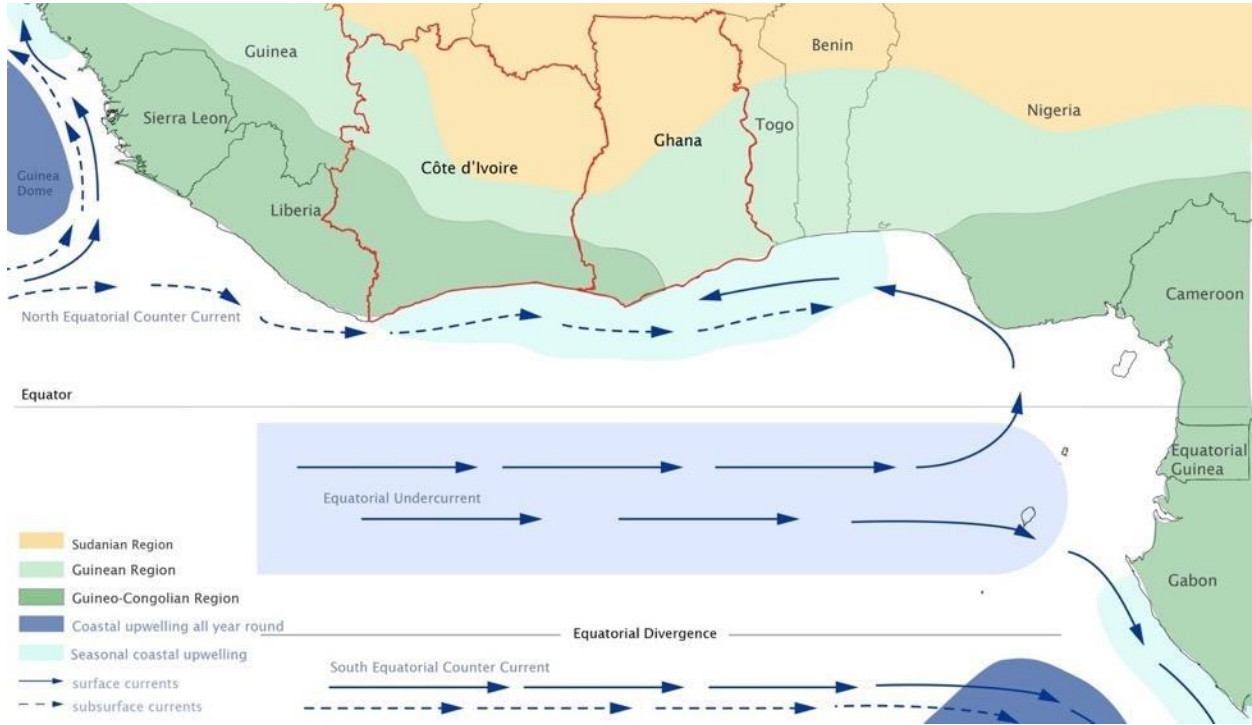 Guinea
Benin
Sierra Leon
Nigeria
Togo
Ghana
Côte d'Ivoire
Guinea
Dome
Liberia
Cameroon
North Equatorial Counter Current
Equator
Equatorial
Guinea
Equatorial Undercurrent
Sudanian Region
Guinean Region
Guineo-Congolian Region
Coastal upwelling all year round
Seasonal coastal upwelling
surface currents
subsurface currents
Gabon
Equatorial Divergence
South Equatorial Counter Current